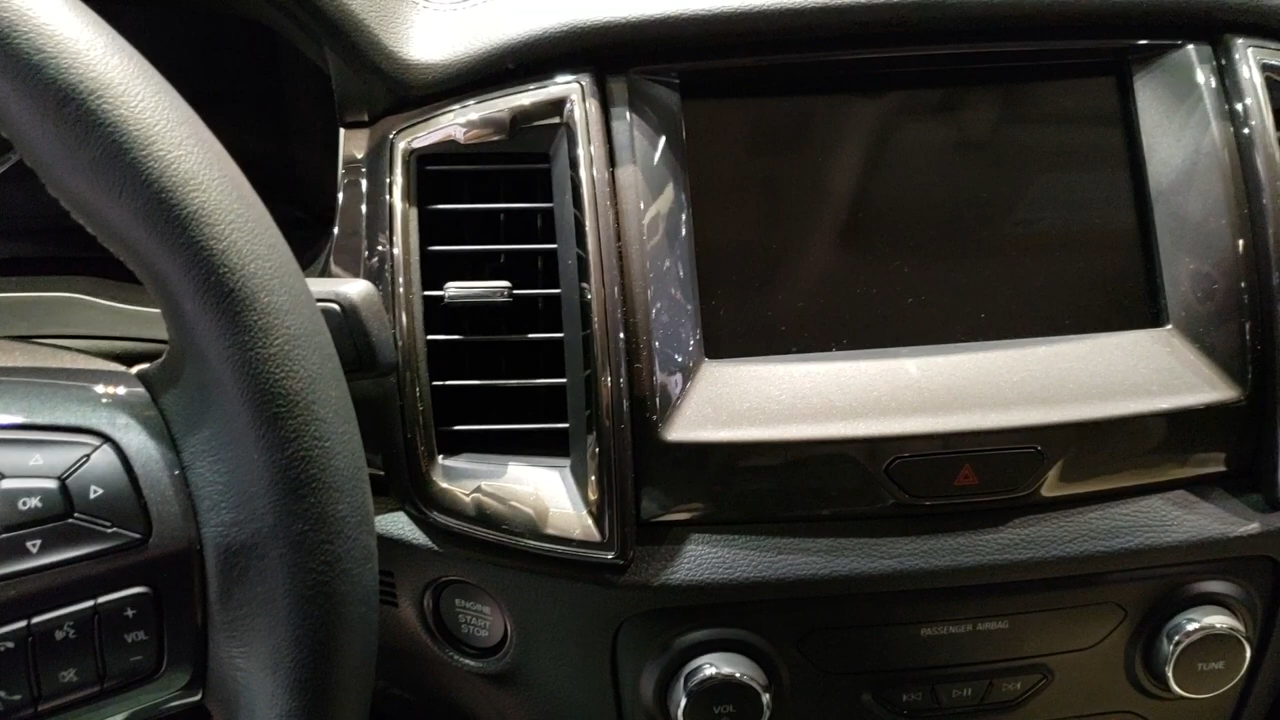 OK
VOL
ENGINE
START
STOP
PASSENGER AIRBAG
VOL
TUNE